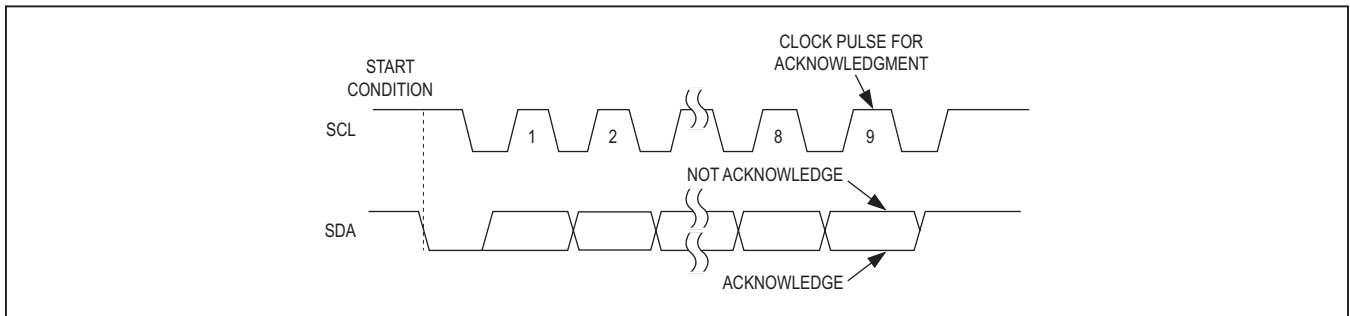 CLOCK PULSE FOR
ACKNOWLEDGMENT
START
CONDITION
SCL
1
2
8
9
NOT ACKNOWLEDGE
SDA
ACKNOWLEDGE